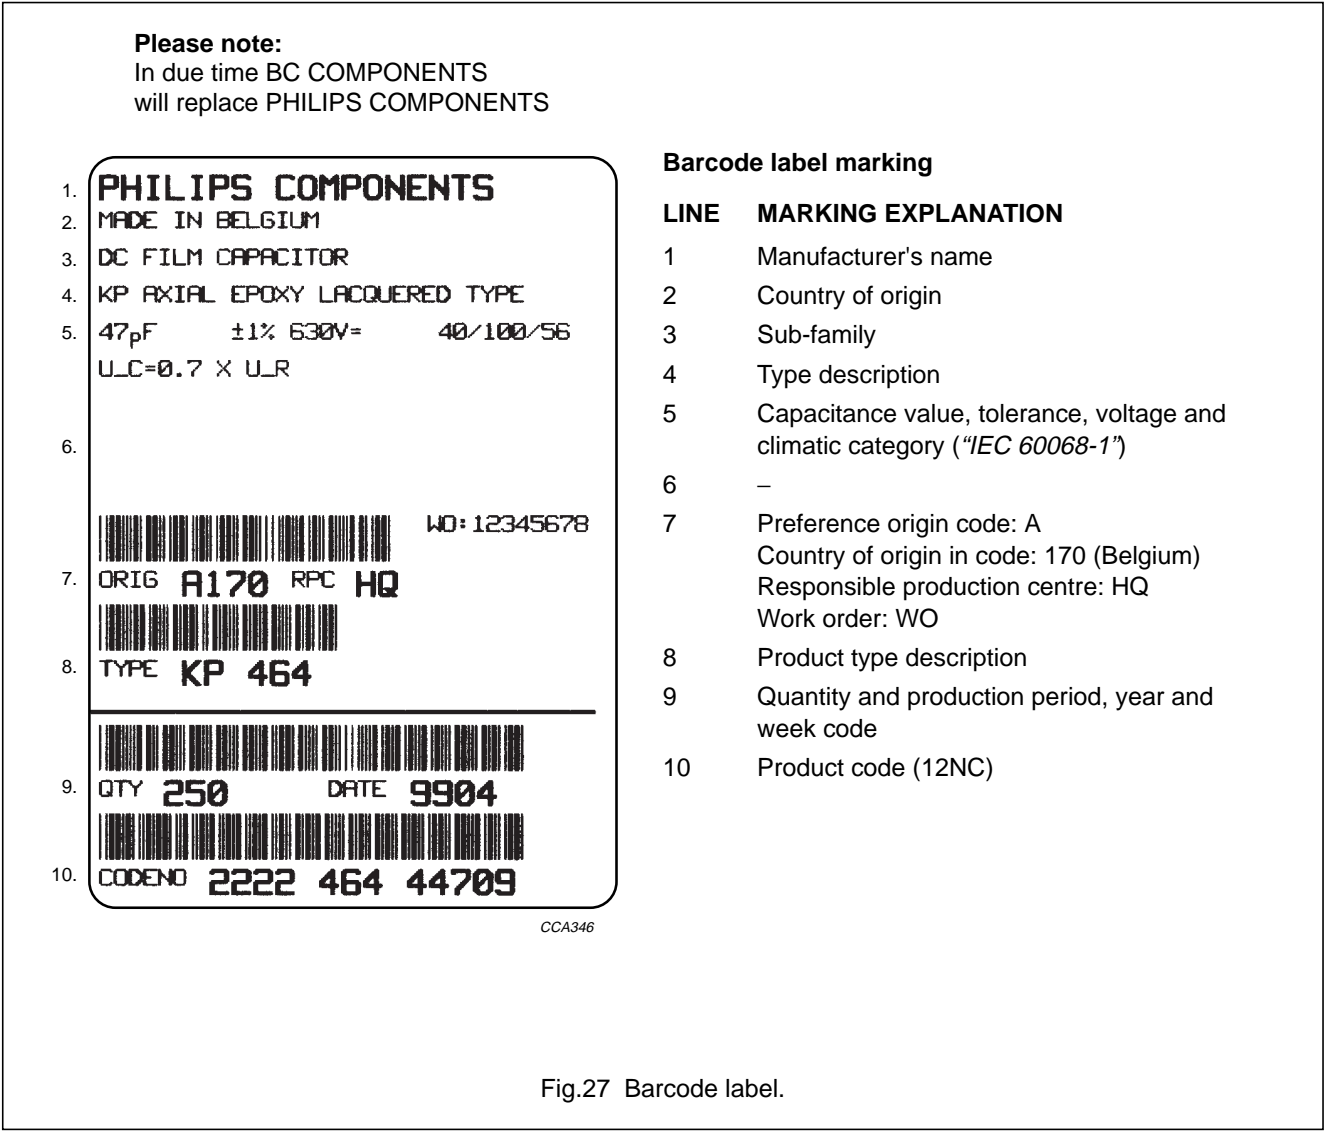 Please note:
In due time BC COMPONENTS
will replace PHILIPS COMPONENTS
1. PHILIPS COMPONENTS
2. MADE IN BELGIUM
3. DC FILM CAPACITOR
4. KP AXIAL EPOXY LACQUERED TYPE
5. 47pF ±1% 630V= 40/100/56
U_C=0.7 X U_R
6.
WO:12345678
7. ORIG A170 RPC HQ
8. TYPE KP 464
9. QTY 250 DATE 9904
10. CODENO 2222 464 44709
CCA346
Barcode label marking
LINE MARKING EXPLANATION
1 Manufacturer's name
2 Country of origin
3 Sub-family
4 Type description
5 Capacitance value, tolerance, voltage and
climatic category (“IEC 60068-1”)
6 –
7 Preference origin code: A
Country of origin in code: 170 (Belgium)
Responsible production centre: HQ
Work order: WO
8 Product type description
9 Quantity and production period, year and
week code
10 Product code (12NC)
Fig.27 Barcode label.